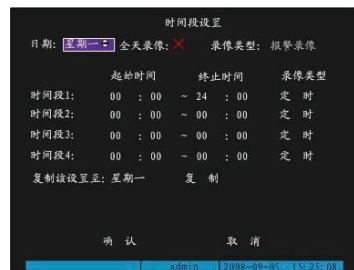 时间段设置
日期: 星期一 全天录像: 录像类型: 报警录像
起始时间 终止时间 录像类型
时间段1: 00 : 00 ~ 24 : 00 定 时
时间段2: 00 : 00 ~ 00 : 00 定 时
时间段3: 00 : 00 ~ 00 : 00 定 时
时间段4: 00 : 00 ~ 00 : 00 定 时
复制该设置至: 星期一 复 制
确 认 取 消
admin 2008-09-05 15:25:08